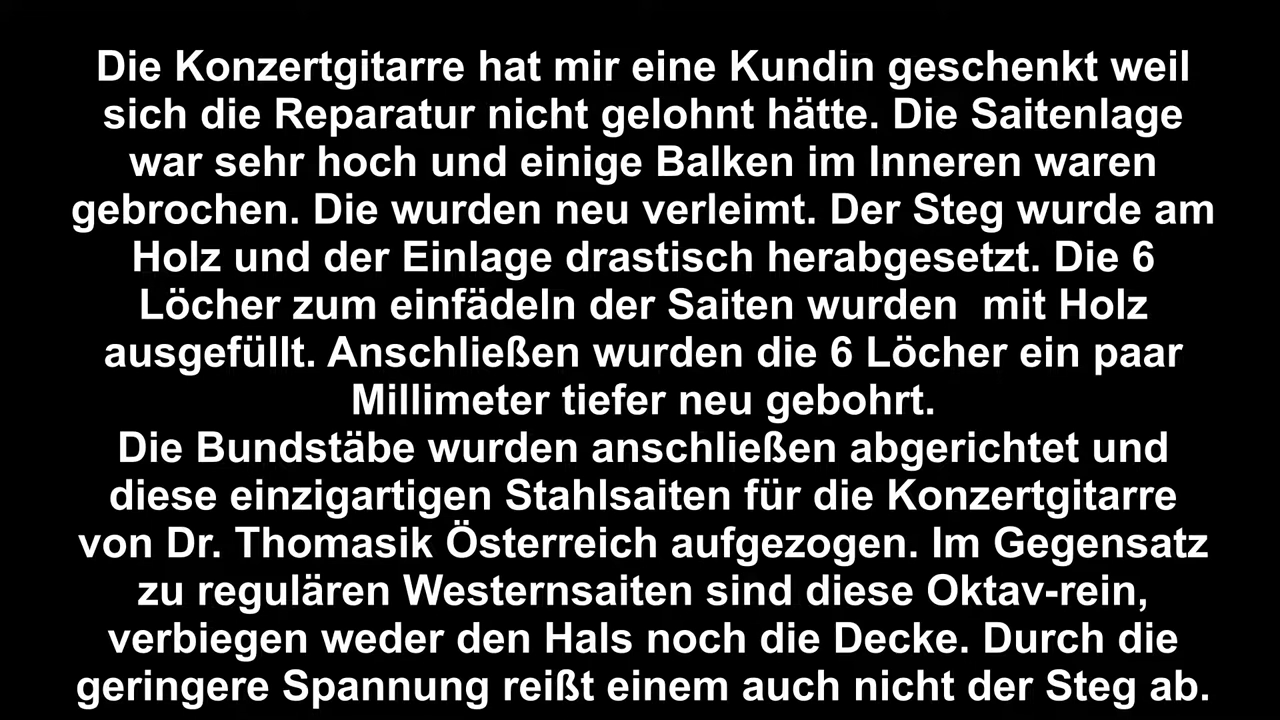 Die Konzertgitarre hat mir eine Kundin geschenkt weil
sich die Reparatur nicht gelohnt hätte. Die Saitenlage
war sehr hoch und einige Balken im Inneren waren
gebrochen. Die wurden neu verleimt. Der Steg wurde am
Holz und der Einlage drastisch herabgesetzt. Die 6
Löcher zum einfädeln der Saiten wurden  mit Holz
ausgefüllt. Anschließen wurden die 6 Löcher ein paar
Millimeter tiefer neu gebohrt.
Die Bundstäbe wurden anschließen abgerichtet und
diese einzigartigen Stahlsaiten für die Konzertgitarre
von Dr. Thomasik Österreich aufgezogen. Im Gegensatz
zu regulären Westernsaiten sind diese Oktav-rein,
verbiegen weder den Hals noch die Decke. Durch die
geringere Spannung reißt einem auch nicht der Steg ab.